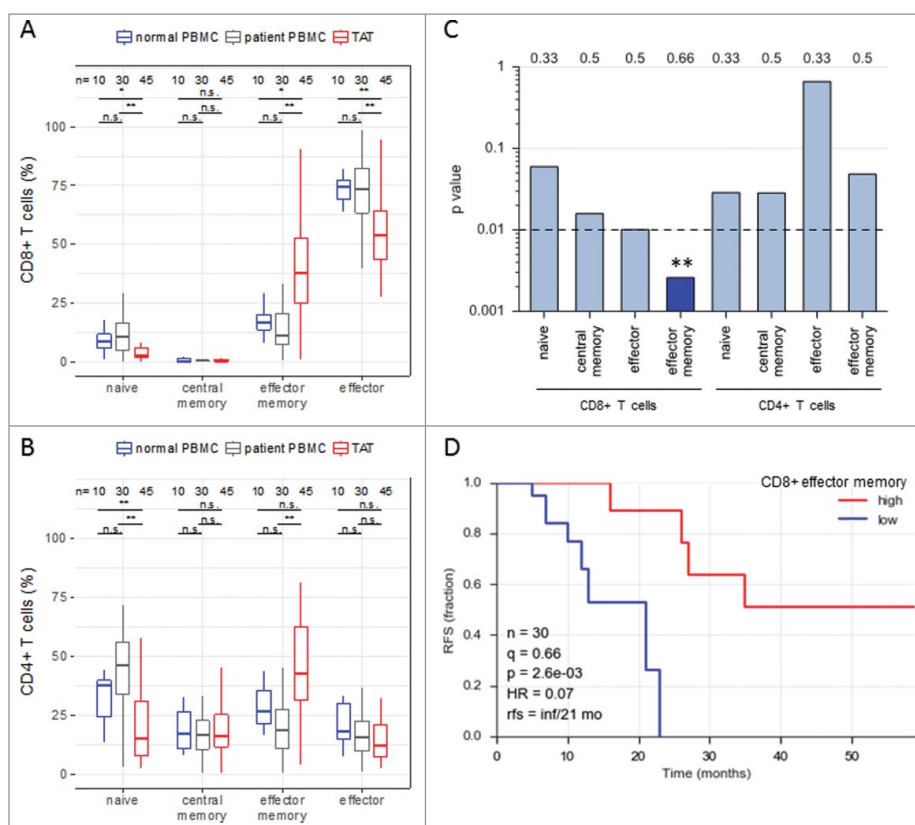 A
normal PBMC patient PBMC TAT
n= 10 30 45 10 30 45 10 30 45 10 30 45
* n.s. * **
** n.s. ** **
n.s. n.s. n.s. n.s.
100
75
50
25
0
CD8+ T cells (%)
naive central memory effector memory effector
B
normal PBMC patient PBMC TAT
n= 10 30 45 10 30 45 10 30 45 10 30 45
** n.s. n.s. n.s.
** n.s. ** n.s.
n.s. n.s. n.s. n.s.
100
75
50
25
0
CD4+ T cells (%)
naive central memory effector memory effector
C
0.33 0.5 0.5 0.66 0.33 0.5 0.33 0.5
1
0.1
0.01
0.001
p value
**
naive central memory effector effector memory naive central memory effector effector memory
CD8+ T cells CD4+ T cells
D
CD8+ effector memory
high
low
1.0
0.8
0.6
0.4
0.2
0.0
RFS (fraction)
n = 30
q = 0.66
p = 2.6e-03
HR = 0.07
rfs = inf/21 mo
0 10 20 30 40 50
Time (months)